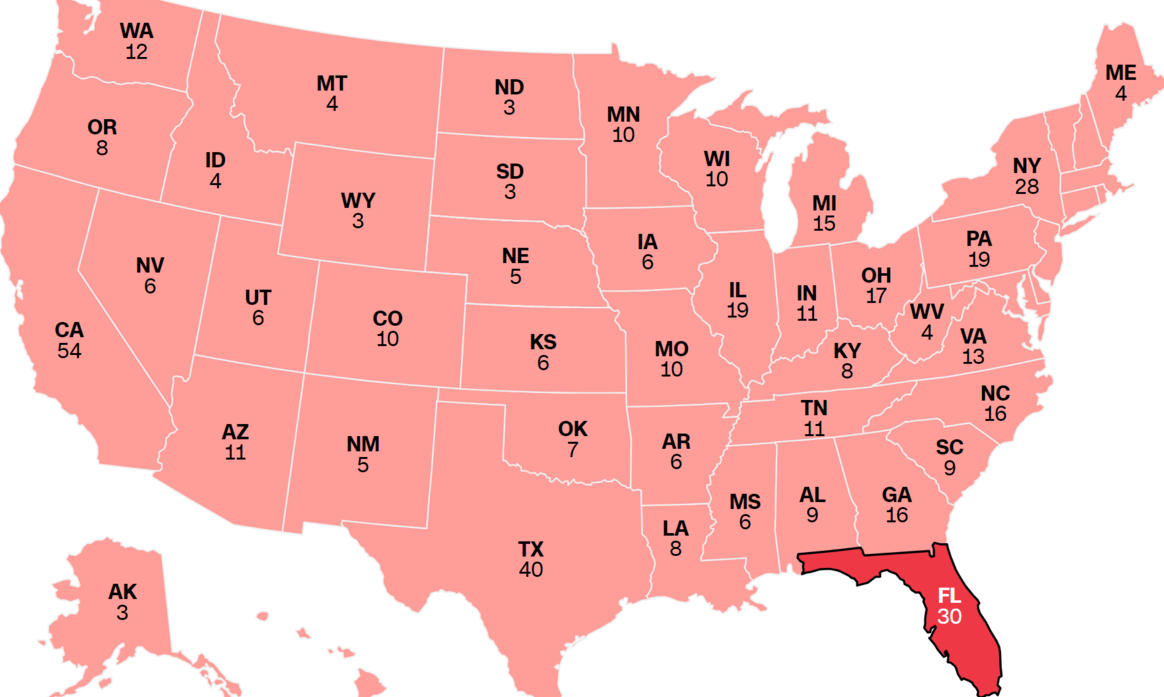 WA
12
MT
4
ND
3
MN
10
ME
4
OR
8
ID
4
SD
3
WI
10
NY
28
WY
3
MI
15
NV
6
NE
5
IA
6
PA
19
UT
6
IL
19
IN
11
OH
17
WV
4
CA
54
CO
10
KS
6
MO
10
KY
8
VA
13
AZ
11
NM
5
OK
7
AR
6
TN
11
NC
16
SC
9
TX
40
LA
8
MS
6
AL
9
GA
16
AK
3
FL
30